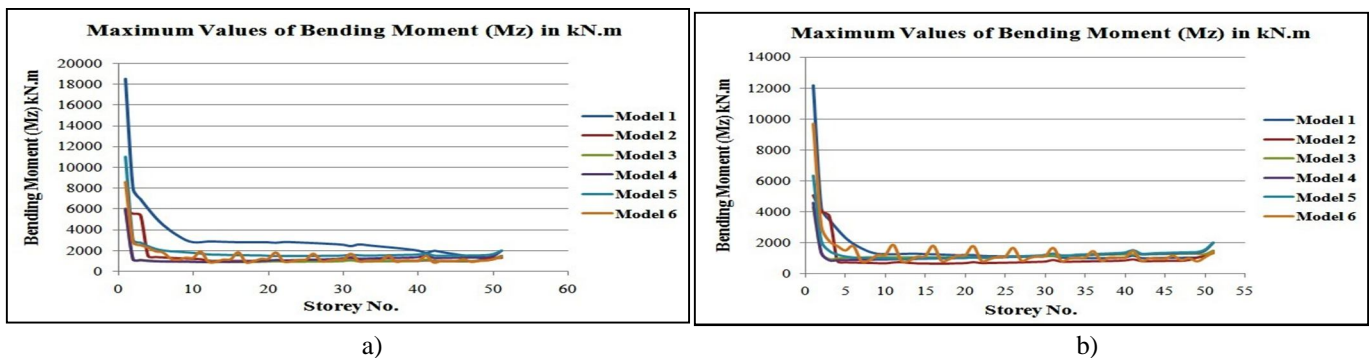 Maximum Values of Bending Moment (Mz) in kN.m
Bending Moment (Mz) kN.m
20000
18000
16000
14000
12000
10000
8000
6000
4000
2000
0
0 10 20 30 40 50 60
Storey No.
Model 1
Model 2
Model 3
Model 4
Model 5
Model 6
a)
Maximum Values of Bending Moment (Mz) in kN.m
Bending Moment (Mz) kN.m
14000
12000
10000
8000
6000
4000
2000
0
0 5 10 15 20 25 30 35 40 45 50 55
Storey No.
Model 1
Model 2
Model 3
Model 4
Model 5
Model 6
b)